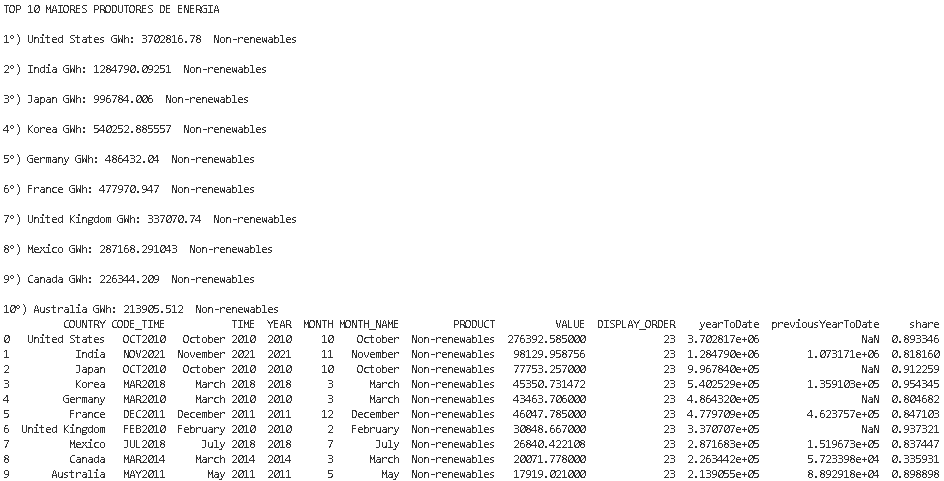 TOP 10 MAIORES PRODUTORES DE ENERGIA
1º) United States GWh: 3702816.78  Non-renewables
2º) India GWh: 1284790.09251  Non-renewables
3º) Japan GWh: 996784.006  Non-renewables
4º) Korea GWh: 540252.885557  Non-renewables
5º) Germany GWh: 486432.04  Non-renewables
6º) France GWh: 477970.947  Non-renewables
7º) United Kingdom GWh: 337070.74  Non-renewables
8º) Mexico GWh: 287168.291043  Non-renewables
9º) Canada GWh: 226344.209  Non-renewables
10º) Australia GWh: 213905.512  Non-renewables
COUNTRY CODE_TIME TIME YEAR MONTH MONTH_NAME PRODUCT VALUE DISPLAY_ORDER yearToDate previousYearToDate share
0 United States OCT2010 October 2010 2010 10 October Non-renewables 276392.585000 23 3.702817e+06 NaN 0.893346
1 India NOV2021 November 2021 2021 11 November Non-renewables 98129.958756 23 1.284790e+06 1.073171e+06 0.818160
2 Japan OCT2010 October 2010 2010 10 October Non-renewables 77753.257000 23 9.967840e+05 NaN 0.912259
3 Korea MAR2018 March 2018 2018 3 March Non-renewables 45350.731472 23 5.402529e+05 1.359103e+05 0.954345
4 Germany MAR2010 March 2010 2010 3 March Non-renewables 43463.706000 23 4.864320e+05 NaN 0.804682
5 France DEC2011 December 2011 2011 12 December Non-renewables 46047.785000 23 4.779709e+05 4.623757e+05 0.847103
6 United Kingdom FEB2010 February 2010 2010 2 February Non-renewables 30848.667000 23 3.370707e+05 NaN 0.937321
7 Mexico JUL2018 July 2018 2018 7 July Non-renewables 26840.422108 23 2.871683e+05 1.519673e+05 0.837447
8 Canada MAR2014 March 2014 2014 3 March Non-renewables 20071.778000 23 2.263442e+05 5.723398e+04 0.335931
9 Australia MAY2011 May 2011 2011 5 May Non-renewables 17919.021000 23 2.139055e+05 8.892918e+04 0.898898